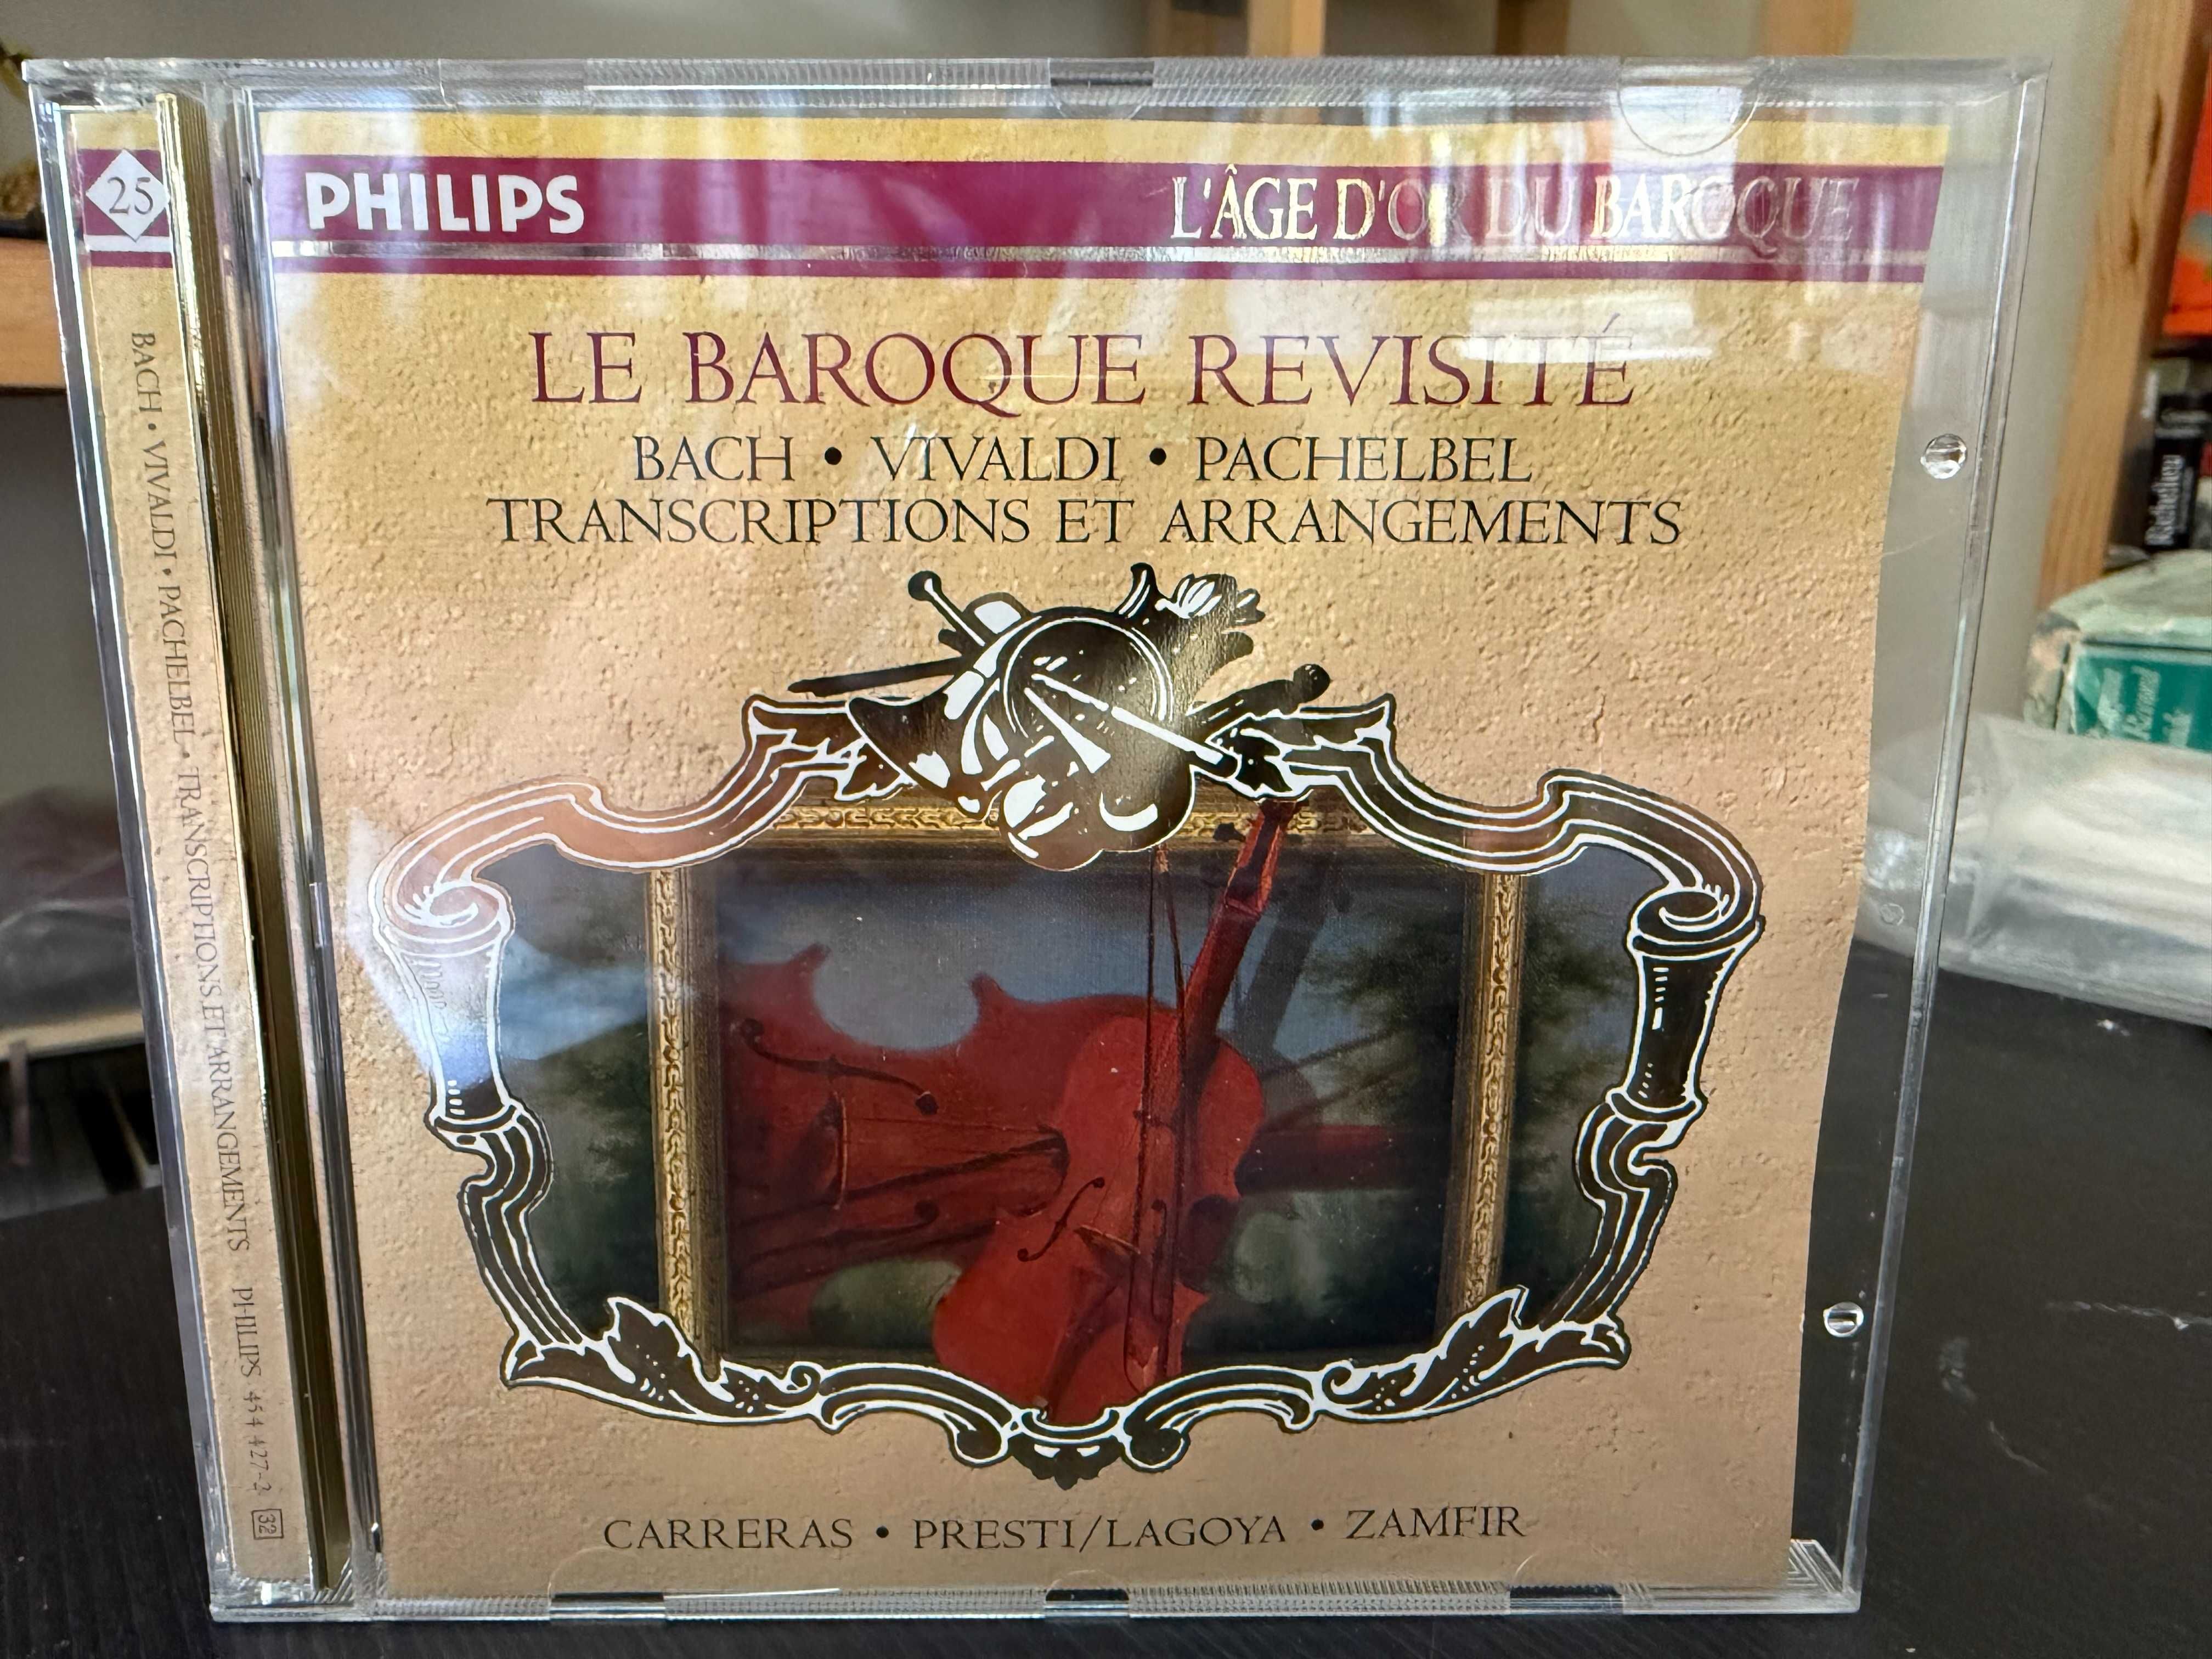 25
BACH • VIVALDI • PACHELBEL • TRANSCRIPTIONS ET ARRANGEMENTS PHILIPS 454 427-2 32
PHILIPS
L'ÂGE D'OR DU BAROQUE
LE BAROQUE REVISITÉ
BACH • VIVALDI • PACHELBEL
TRANSCRIPTIONS ET ARRANGEMENTS
CARRERAS • PRESTI/LAGOYA • ZAMFIR
Richelieu